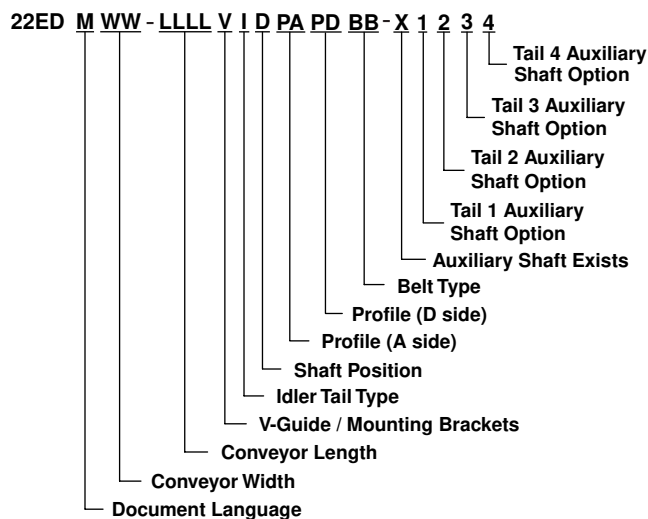 22ED M WW - LLLL V I D PA PD BB - X 1 2 3 4
Tail 4 Auxiliary
Shaft Option
Tail 3 Auxiliary
Shaft Option
Tail 2 Auxiliary
Shaft Option
Tail 1 Auxiliary
Shaft Option
Auxiliary Shaft Exists
Belt Type
Profile (D side)
Profile (A side)
Shaft Position
Idler Tail Type
V-Guide / Mounting Brackets
Conveyor Length
Conveyor Width
Document Language